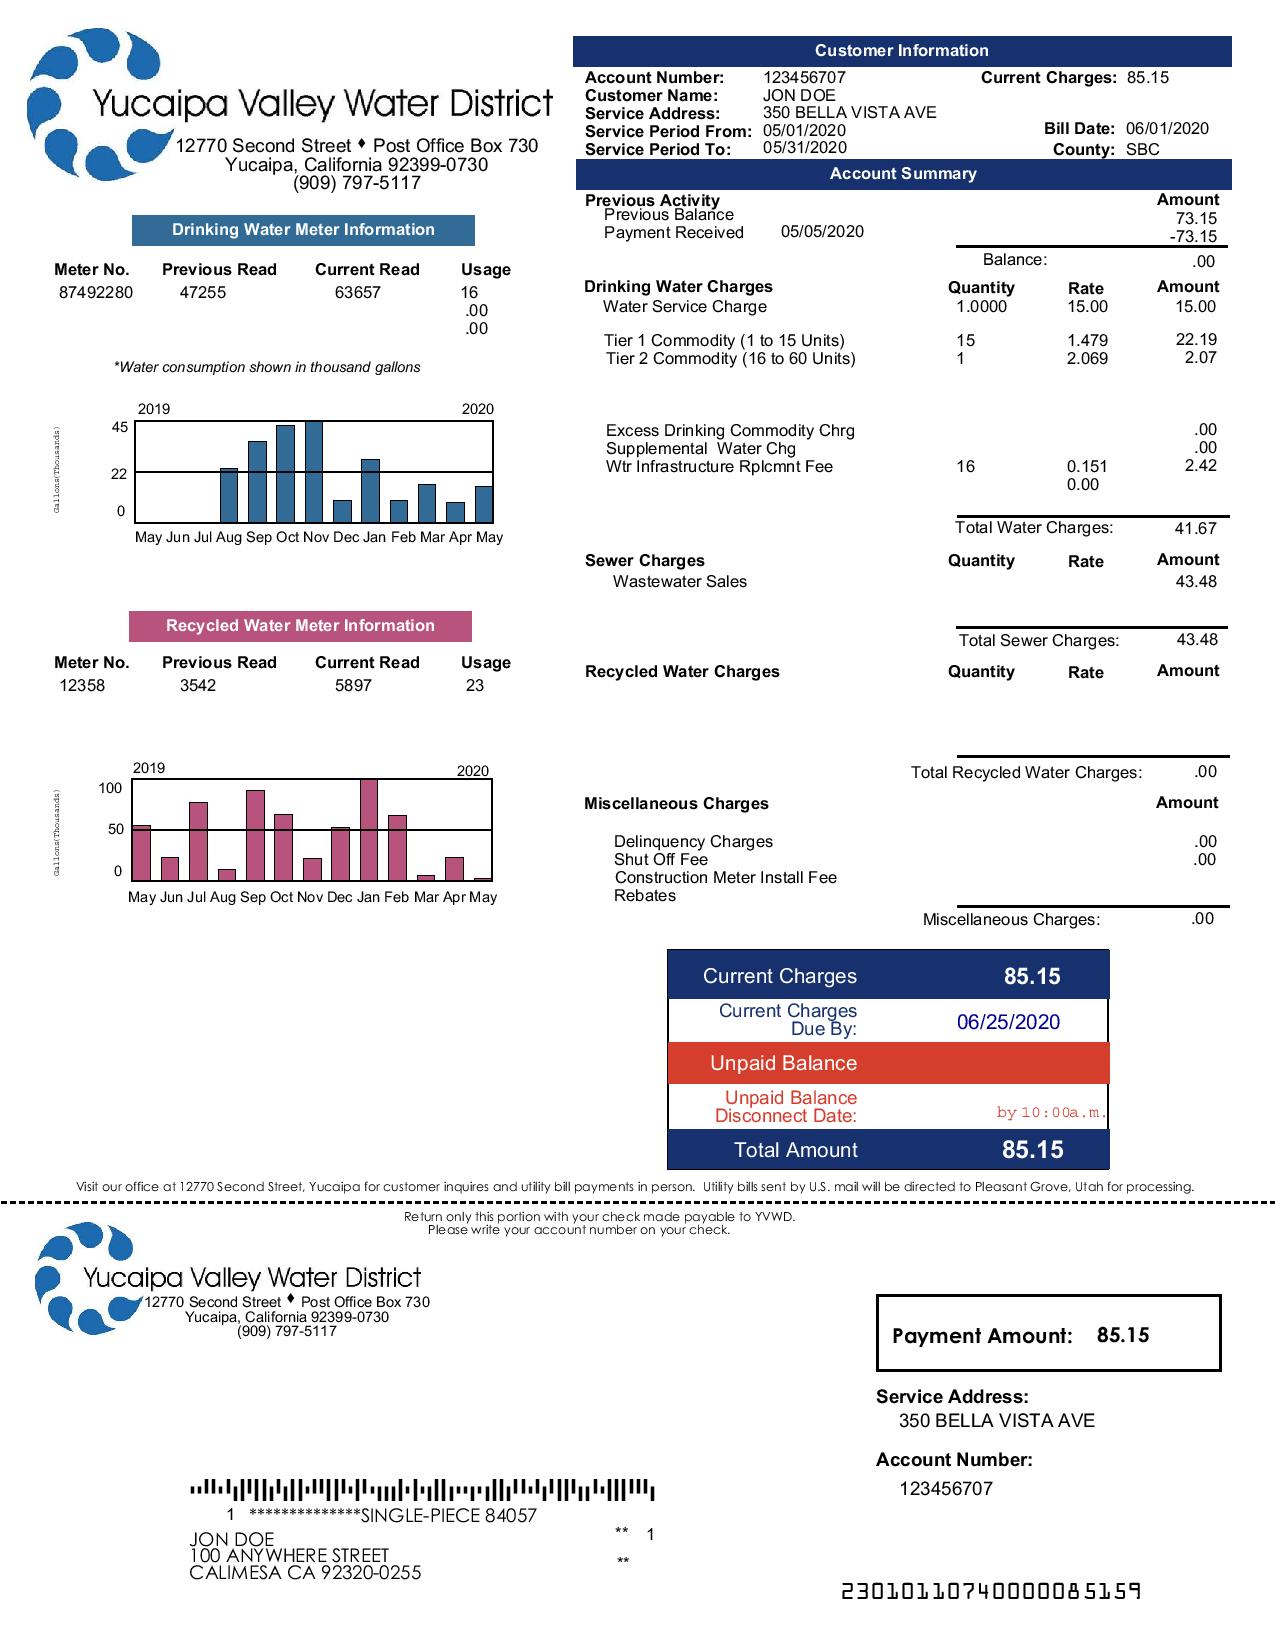 Yucaipa Valley Water District
12770 Second Street ♦ Post Office Box 730
Yucaipa, California 92399-0730
(909) 797-5117
Customer Information
Account Number: 123456707 Current Charges: 85.15
Customer Name: JON DOE
Service Address: 350 BELLA VISTA AVE
Service Period From: 05/01/2020 Bill Date: 06/01/2020
Service Period To: 05/31/2020 County: SBC
Drinking Water Meter Information
Meter No. Previous Read Current Read Usage
87492280 47255 63657 16
.00
.00
*Water consumption shown in thousand gallons
2019 2020
Gallons(Thousands)
45
22
0
May Jun Jul Aug Sep Oct Nov Dec Jan Feb Mar Apr May
Recycled Water Meter Information
Meter No. Previous Read Current Read Usage
12358 3542 5897 23
2019 2020
Gallons(Thousands)
100
50
0
May Jun Jul Aug Sep Oct Nov Dec Jan Feb Mar Apr May
Account Summary
Previous Activity Amount
Previous Balance 73.15
Payment Received 05/05/2020 -73.15
Balance: .00
Drinking Water Charges Quantity Rate Amount
Water Service Charge 1.0000 15.00 15.00
Tier 1 Commodity (1 to 15 Units) 15 1.479 22.19
Tier 2 Commodity (16 to 60 Units) 1 2.069 2.07
Excess Drinking Commodity Chrg .00
Supplemental Water Chg .00
Wtr Infrastructure Rplcmnt Fee 16 0.151 2.42
0.00
Total Water Charges: 41.67
Sewer Charges Quantity Rate Amount
Wastewater Sales 43.48
Total Sewer Charges: 43.48
Recycled Water Charges Quantity Rate Amount
Total Recycled Water Charges: .00
Miscellaneous Charges Amount
Delinquency Charges .00
Shut Off Fee .00
Construction Meter Install Fee
Rebates
Miscellaneous Charges: .00
Current Charges 85.15
Current Charges
Due By: 06/25/2020
Unpaid Balance
Unpaid Balance
Disconnect Date: by 10:00a.m.
Total Amount 85.15
Visit our office at 12770 Second Street, Yucaipa for customer inquires and utility bill payments in person. Utility bills sent by U.S. mail will be directed to Pleasant Grove, Utah for processing.
Return only this portion with your check made payable to YVWD.
Please write your account number on your check.
Yucaipa Valley Water District
12770 Second Street ♦ Post Office Box 730
Yucaipa, California 92399-0730
(909) 797-5117
Payment Amount: 85.15
Service Address:
350 BELLA VISTA AVE
Account Number:
123456707
1 **************SINGLE-PIECE 84057
JON DOE ** 1
100 ANYWHERE STREET
CALIMESA CA 92320-0255 **
23010110740000085159